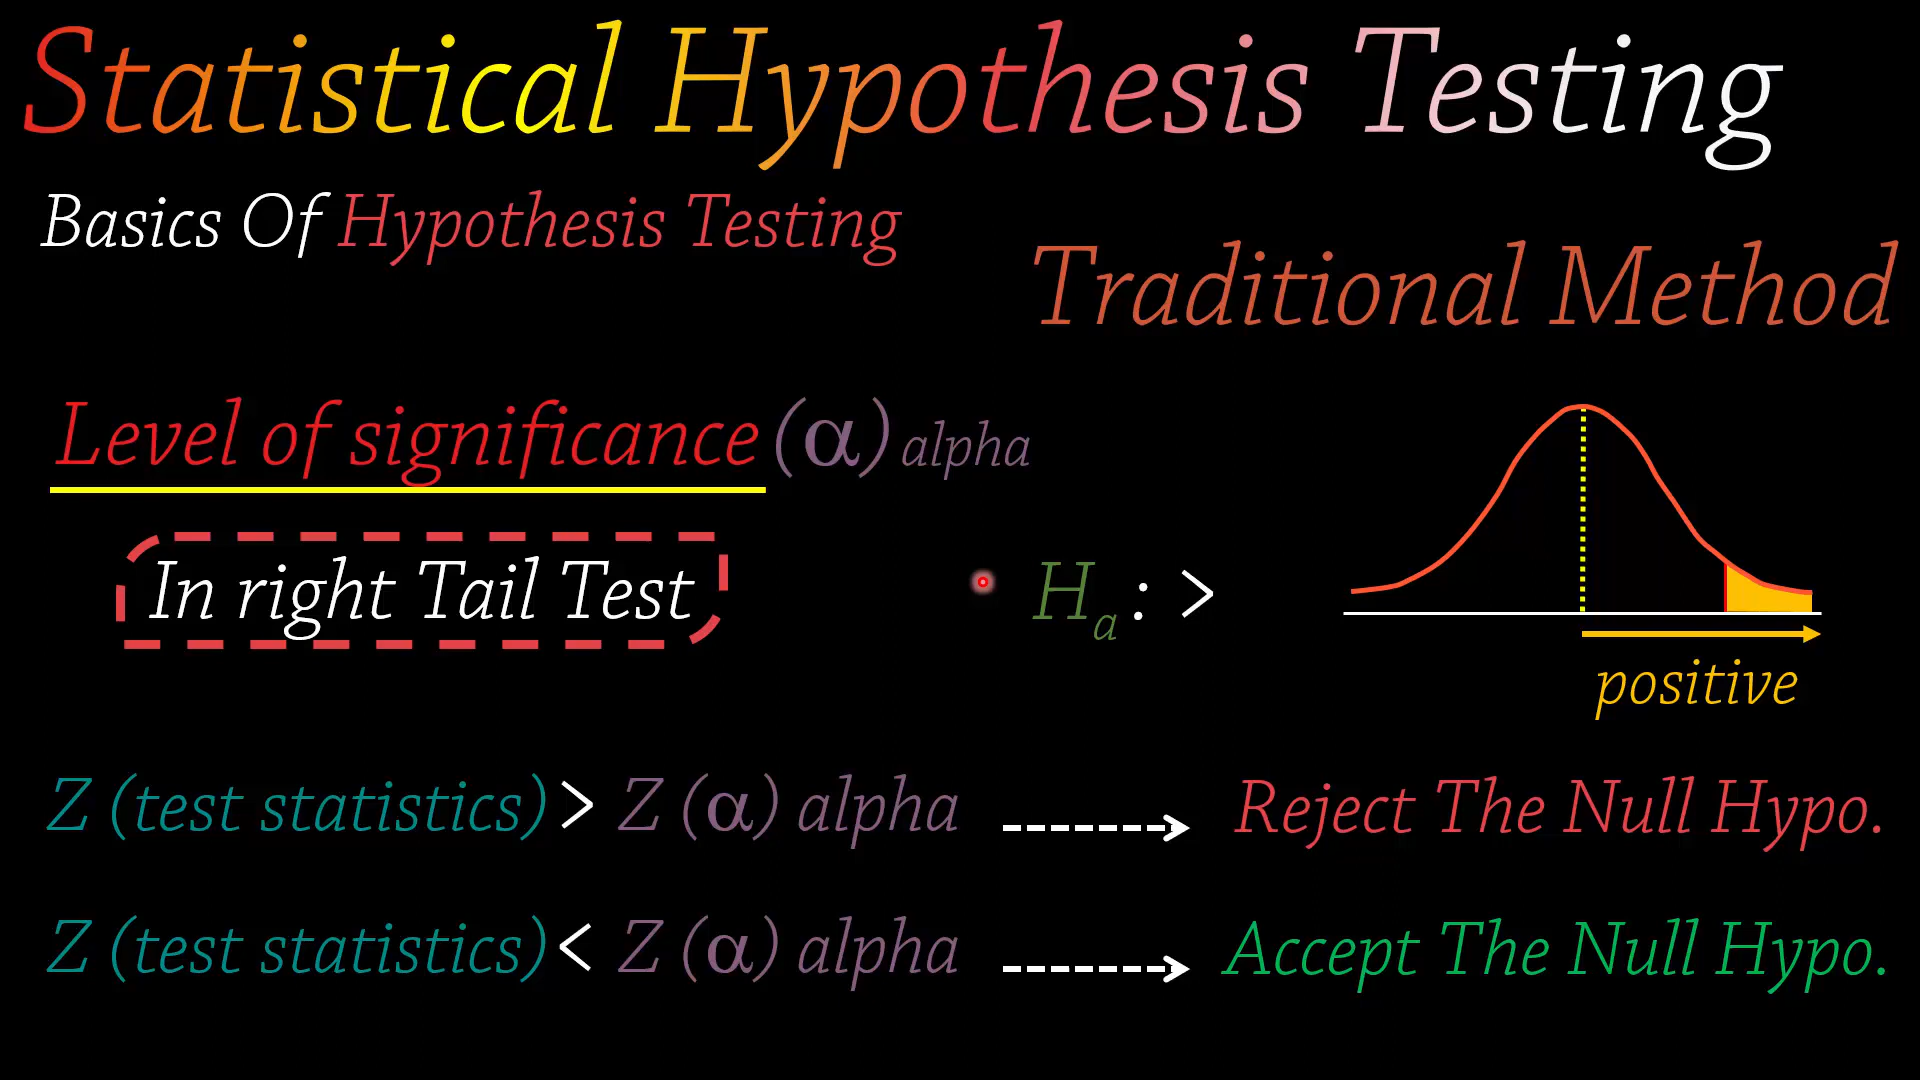 Statistical Hypothesis Testing
Basics Of Hypothesis Testing
Traditional Method
Level of significance (α) alpha
In right Tail Test
Ha : >
positive
Z (test statistics) > Z (α) alpha
Reject The Null Hypo.
Z (test statistics) < Z (α) alpha
Accept The Null Hypo.